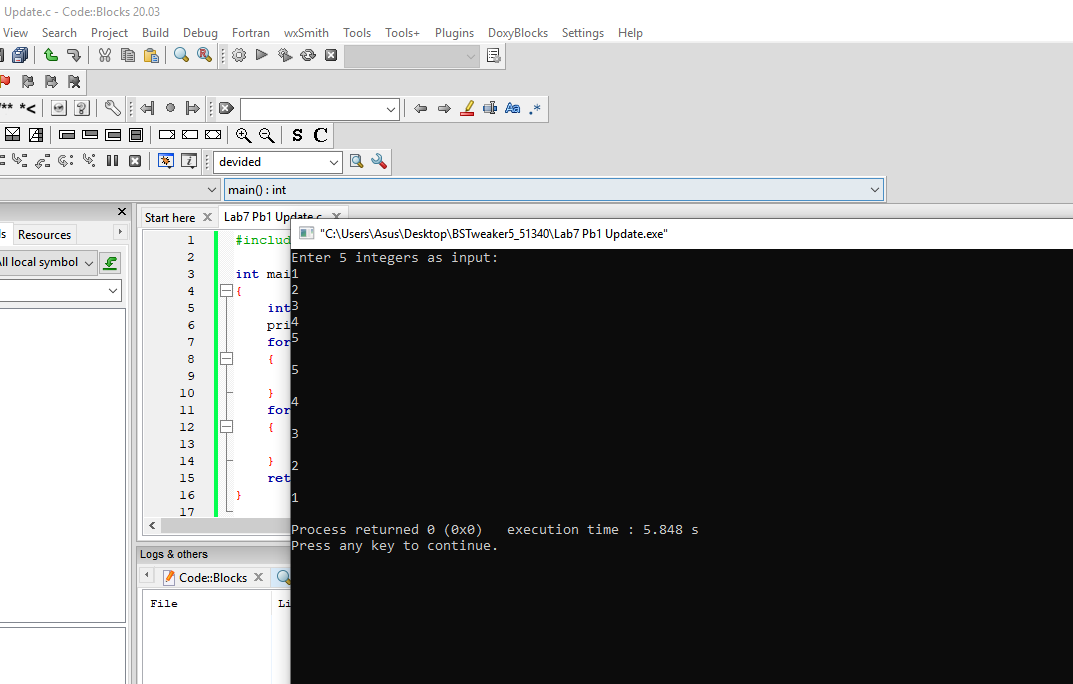 Update.c - Code::Blocks 20.03
View Search Project Build Debug Fortran wxSmith Tools Tools+ Plugins DoxyBlocks Settings Help
/** *<
Aa .*
S C
devided
main() : int
Start here Lab7 Pb1 Update.c
s Resources
All local symbol
"C:\Users\Asus\Desktop\BSTweaker5_51340\Lab7 Pb1 Update.exe"
1 #includ
2
3 int mai
4 {
5 int
6 pri
7 for
8 {
9
10 }
11 for
12 {
13
14 }
15 ret
16 }
17
Enter 5 integers as input:
1
2
3
4
5
5
4
3
2
1
Process returned 0 (0x0) execution time : 5.848 s
Press any key to continue.
Logs & others
Code::Blocks
File Li